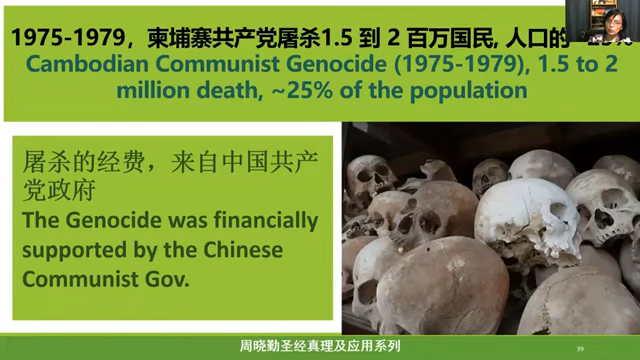 1975-1979，柬埔寨共产党屠杀1.5 到 2 百万国民, 人口的
Cambodian Communist Genocide (1975-1979), 1.5 to 2
million death, ~25% of the population
屠杀的经费，来自中国共产
党政府
The Genocide was financially
supported by the Chinese
Communist Gov.
周晓勤圣经真理及应用系列
39